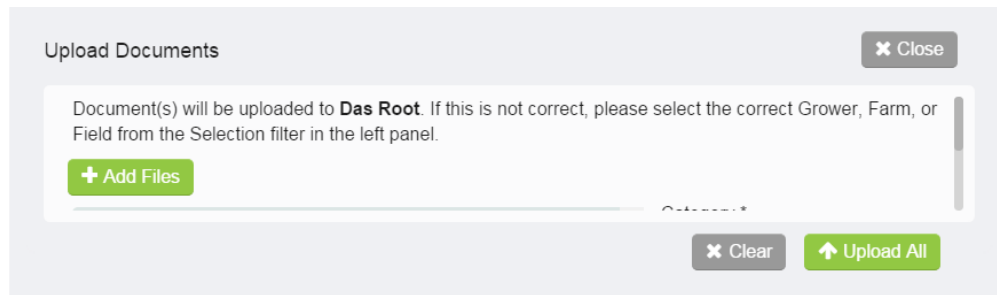 Upload Documents
Close
Document(s) will be uploaded to Das Root. If this is not correct, please select the correct Grower, Farm, or
Field from the Selection filter in the left panel.
Add Files
Category *
Clear
Upload All